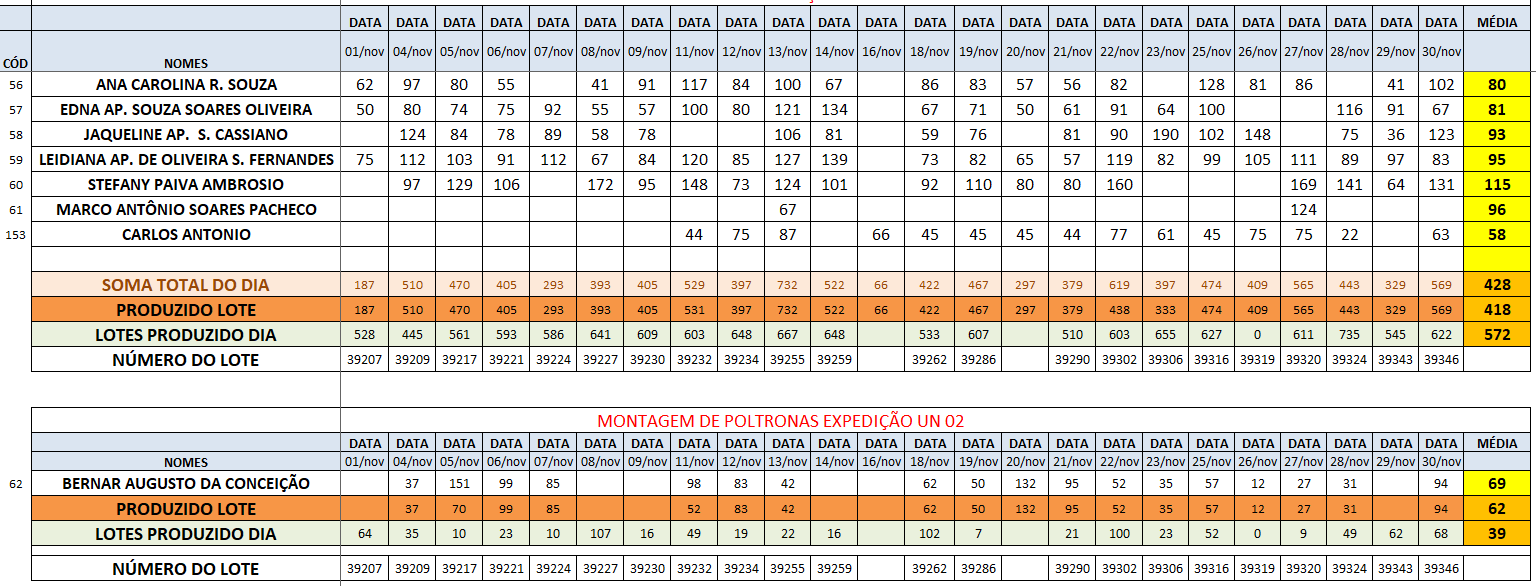 DATA DATA DATA DATA DATA DATA DATA DATA DATA DATA DATA DATA DATA DATA DATA DATA DATA DATA DATA DATA DATA DATA DATA DATA MÉDIA
CÓD NOMES 01/nov 04/nov 05/nov 06/nov 07/nov 08/nov 09/nov 11/nov 12/nov 13/nov 14/nov 16/nov 18/nov 19/nov 20/nov 21/nov 22/nov 23/nov 25/nov 26/nov 27/nov 28/nov 29/nov 30/nov
56 ANA CAROLINA R. SOUZA 62 97 80 55 41 91 117 84 100 67 86 83 57 56 82 128 81 86 41 102 80
57 EDNA AP. SOUZA SOARES OLIVEIRA 50 80 74 75 92 55 57 100 80 121 134 67 71 50 61 91 64 100 116 91 67 81
58 JAQUELINE AP. S. CASSIANO 124 84 78 89 58 78 106 81 59 76 81 90 190 102 148 75 36 123 93
59 LEIDIANA AP. DE OLIVEIRA S. FERNANDES 75 112 103 91 112 67 84 120 85 127 139 73 82 65 57 119 82 99 105 111 89 97 83 95
60 STEFANY PAIVA AMBROSIO 97 129 106 172 95 148 73 124 101 92 110 80 80 160 169 141 64 131 115
61 MARCO ANTÔNIO SOARES PACHECO 67 124 96
153 CARLOS ANTONIO 44 75 87 66 45 45 45 44 77 61 45 75 75 22 63 58
SOMA TOTAL DO DIA 187 510 470 405 293 393 405 529 397 732 522 66 422 467 297 379 619 397 474 409 565 443 329 569 428
PRODUZIDO LOTE 187 510 470 405 293 393 405 531 397 732 522 66 422 467 297 379 438 333 474 409 565 443 329 569 418
LOTES PRODUZIDO DIA 528 445 561 593 586 641 609 603 648 667 648 533 607 510 603 655 627 0 611 735 545 622 572
NÚMERO DO LOTE 39207 39209 39217 39221 39224 39227 39230 39232 39234 39255 39259 39262 39286 39290 39302 39306 39316 39319 39320 39324 39343 39346
MONTAGEM DE POLTRONAS EXPEDIÇÃO UN 02
DATA DATA DATA DATA DATA DATA DATA DATA DATA DATA DATA DATA DATA DATA DATA DATA DATA DATA DATA DATA DATA DATA DATA DATA MÉDIA
NOMES 01/nov 04/nov 05/nov 06/nov 07/nov 08/nov 09/nov 11/nov 12/nov 13/nov 14/nov 16/nov 18/nov 19/nov 20/nov 21/nov 22/nov 23/nov 25/nov 26/nov 27/nov 28/nov 29/nov 30/nov
62 BERNAR AUGUSTO DA CONCEIÇÃO 37 151 99 85 98 83 42 62 50 132 95 52 35 57 12 27 31 94 69
PRODUZIDO LOTE 37 70 99 85 52 83 42 62 50 132 95 52 35 57 12 27 31 94 62
LOTES PRODUZIDO DIA 64 35 10 23 10 107 16 49 19 22 16 102 7 21 100 23 52 0 9 49 62 68 39
NÚMERO DO LOTE 39207 39209 39217 39221 39224 39227 39230 39232 39234 39255 39259 39262 39286 39290 39302 39306 39316 39319 39320 39324 39343 39346